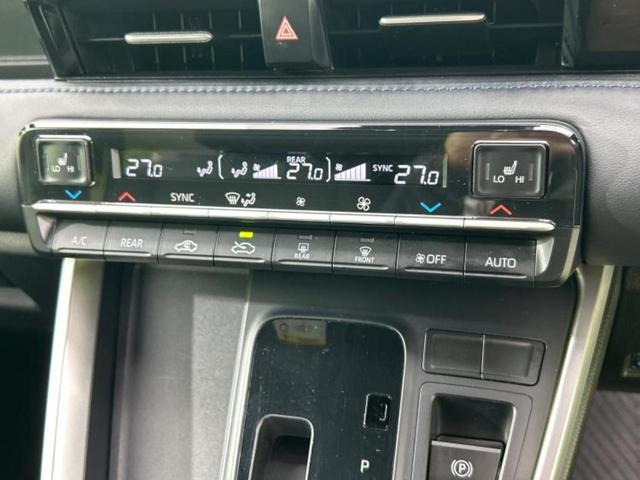 REAR
LO HI
27.0
27.0
SYNC
27.0
LO HI
SYNC
A/C
REAR
REAR
FRONT
OFF
AUTO
P
(P)